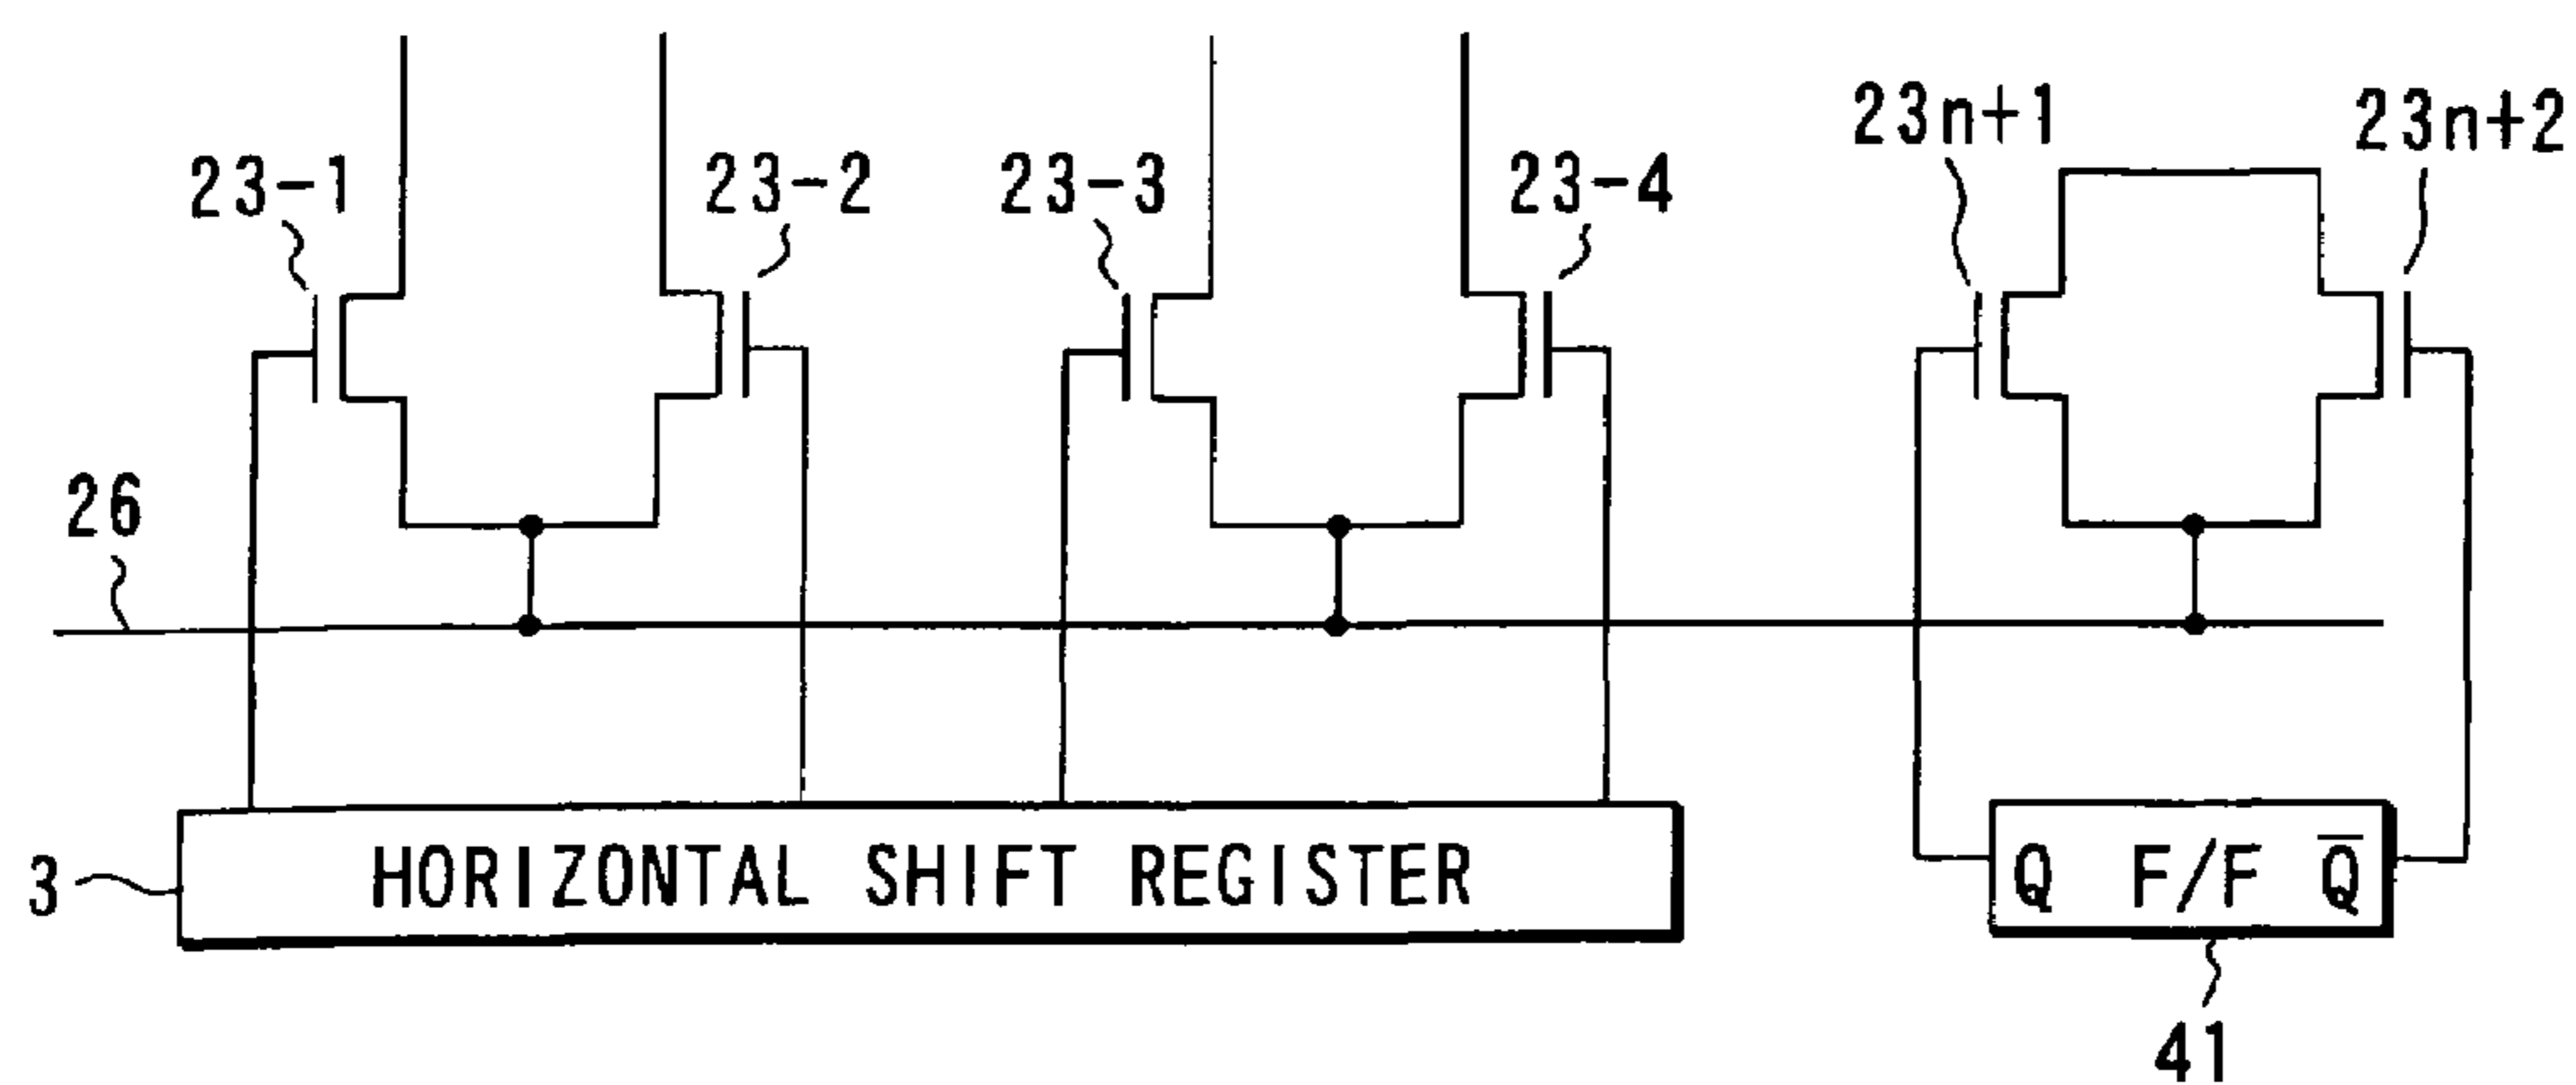 23n+1
23n+2
23-1
23-2
23-3
23-4
26
3
HORIZONTAL SHIFT REGISTER
Q F/F Q̅
41